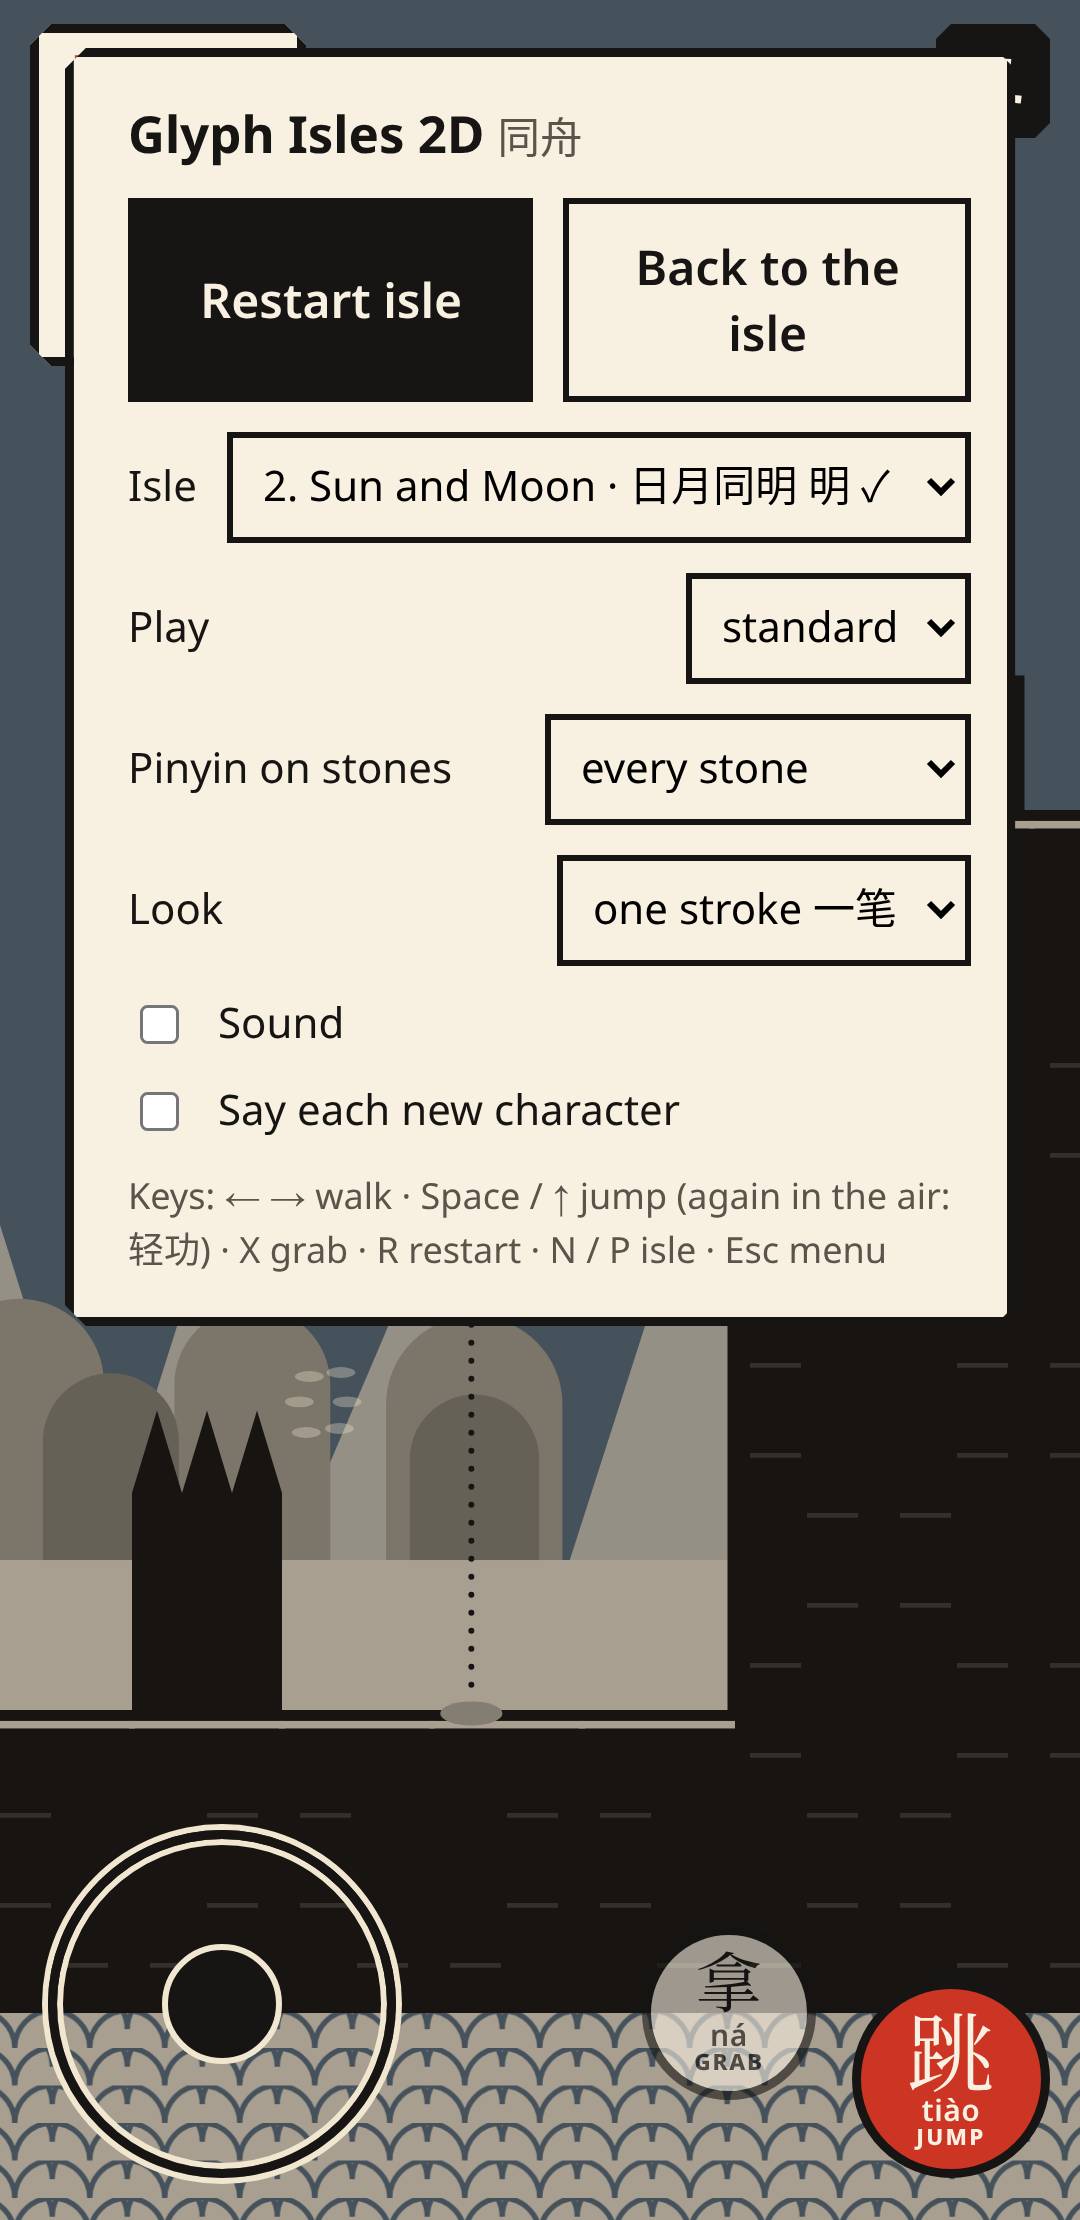 Glyph Isles 2D 同舟
Restart isle
Back to the
isle
Isle
2. Sun and Moon · 日月同明 明 ✓
Play
standard
Pinyin on stones
every stone
Look
one stroke 一笔
Sound
Say each new character
Keys: ← → walk · Space / ↑ jump (again in the air:
轻功) · X grab · R restart · N / P isle · Esc menu
拿
ná
GRAB
跳
tiào
JUMP